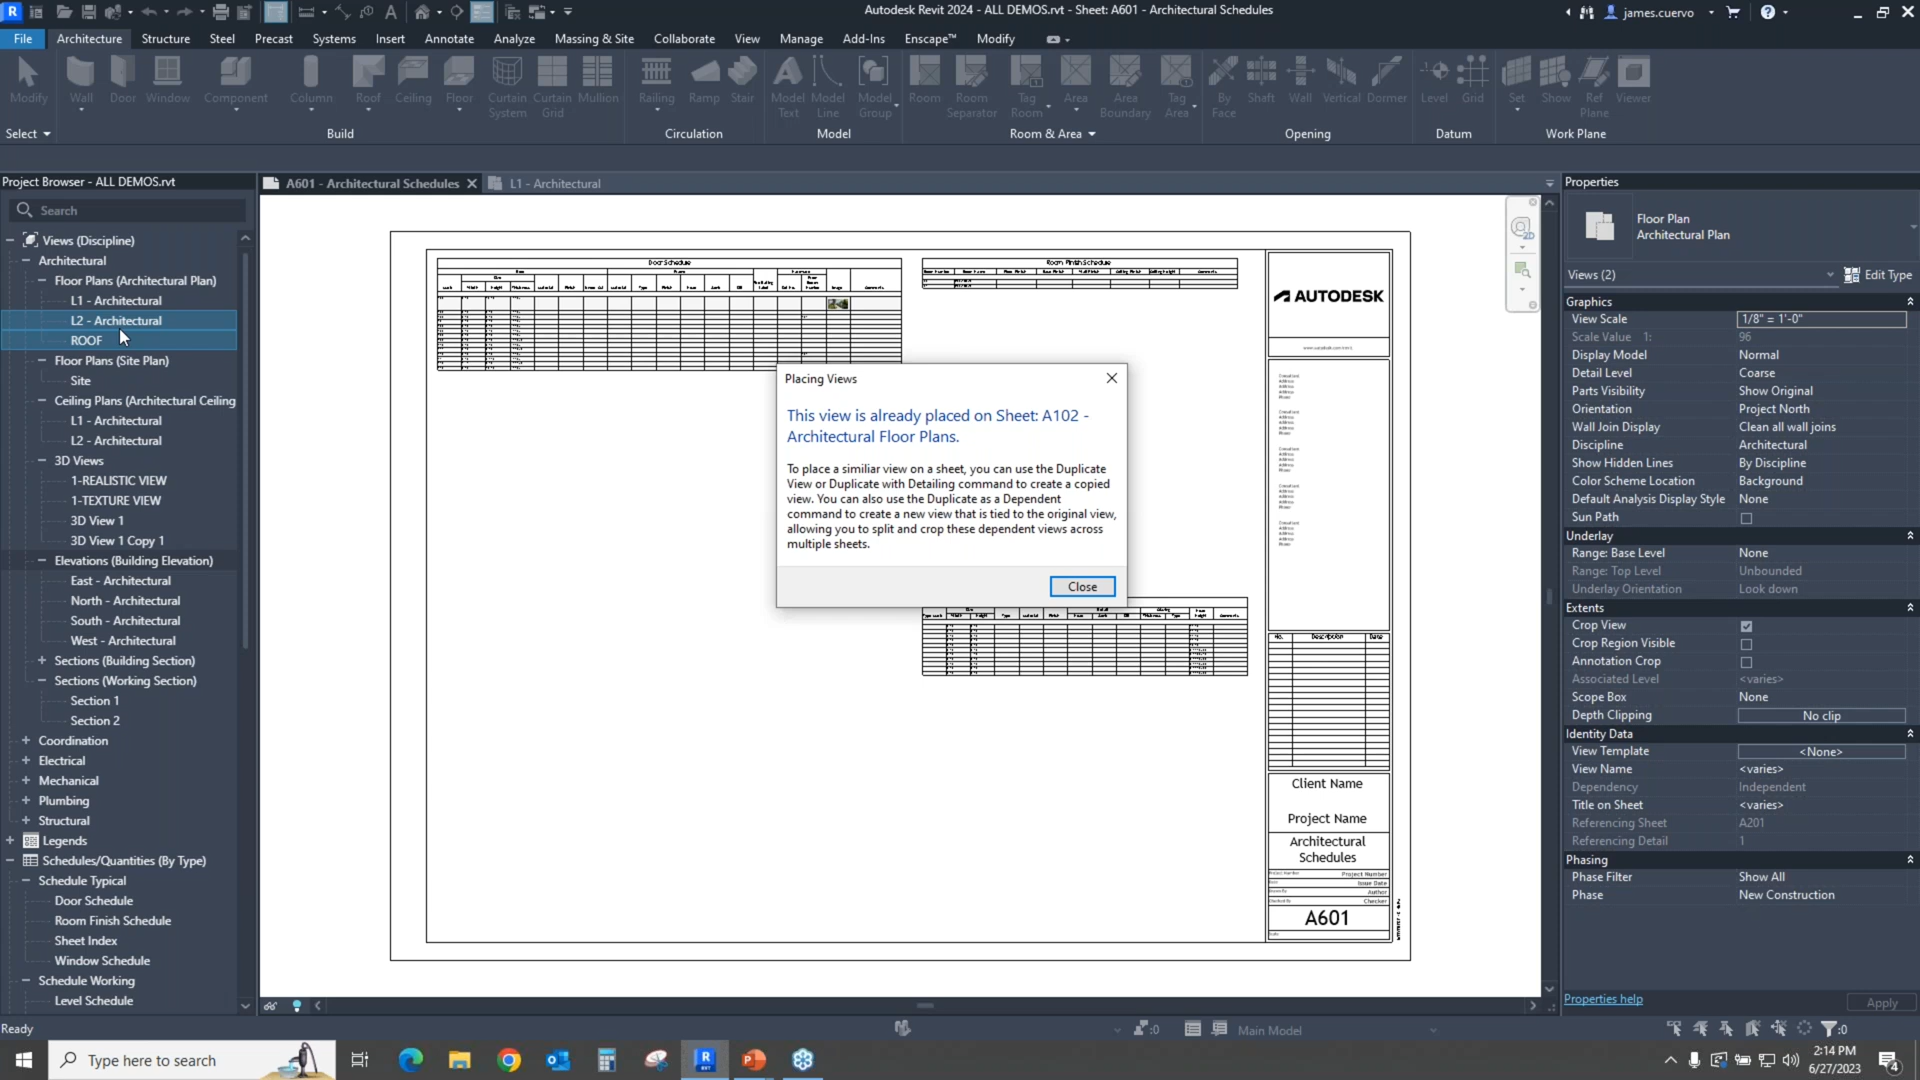 Autodesk Revit 2024 - ALL DEMOS.rvt - Sheet: A601 - Architectural Schedules
james.cuervo
File Architecture Structure Steel Precast Systems Insert Annotate Analyze Massing & Site Collaborate View Manage Add-Ins Enscape™ Modify
Modify Wall Door Window Component Column Roof Ceiling Floor Curtain System Curtain Grid Mullion Railing Ramp Stair Model Text Model Line Model Group Room Room Separator Tag Room Area Area Boundary Tag Area By Face Shaft Wall Vertical Dormer Level Grid Set Show Ref Plane Viewer
Select Build Circulation Model Room & Area Opening Datum Work Plane
Project Browser - ALL DEMOS.rvt
Search
Views (Discipline)
Architectural
Floor Plans (Architectural Plan)
L1 - Architectural
L2 - Architectural
ROOF
Floor Plans (Site Plan)
Site
Ceiling Plans (Architectural Ceiling
L1 - Architectural
L2 - Architectural
3D Views
1-REALISTIC VIEW
1-TEXTURE VIEW
3D View 1
3D View 1 Copy 1
Elevations (Building Elevation)
East - Architectural
North - Architectural
South - Architectural
West - Architectural
Sections (Building Section)
Sections (Working Section)
Section 1
Section 2
Coordination
Electrical
Mechanical
Plumbing
Structural
Legends
Schedules/Quantities (By Type)
Schedule Typical
Door Schedule
Room Finish Schedule
Sheet Index
Window Schedule
Schedule Working
Level Schedule
A601 - Architectural Schedules
L1 - Architectural
Door Schedule
Room Finish Schedule
AUTODESK
Placing Views
This view is already placed on Sheet: A102 -
Architectural Floor Plans.
To place a similiar view on a sheet, you can use the Duplicate
View or Duplicate with Detailing command to create a copied
view. You can also use the Duplicate as a Dependent
command to create a new view that is tied to the original view,
allowing you to split and crop these dependent views across
multiple sheets.
Close
No. Description Date
Client Name
Project Name
Architectural
Schedules
Project Number
Issue Date
Author
Checker
A601
Properties
Floor Plan
Architectural Plan
Views (2)
Edit Type
Graphics
View Scale 1/8" = 1'-0"
Scale Value 1: 96
Display Model Normal
Detail Level Coarse
Parts Visibility Show Original
Orientation Project North
Wall Join Display Clean all wall joins
Discipline Architectural
Show Hidden Lines By Discipline
Color Scheme Location Background
Default Analysis Display Style None
Sun Path
Underlay
Range: Base Level None
Range: Top Level Unbounded
Underlay Orientation Look down
Extents
Crop View
Crop Region Visible
Annotation Crop
Associated Level <varies>
Scope Box None
Depth Clipping No clip
Identity Data
View Template <None>
View Name <varies>
Dependency Independent
Title on Sheet <varies>
Referencing Sheet A201
Referencing Detail 1
Phasing
Phase Filter Show All
Phase New Construction
Properties help
Apply
Ready
:0
Main Model
:0
Type here to search
2:14 PM
6/27/2023
4